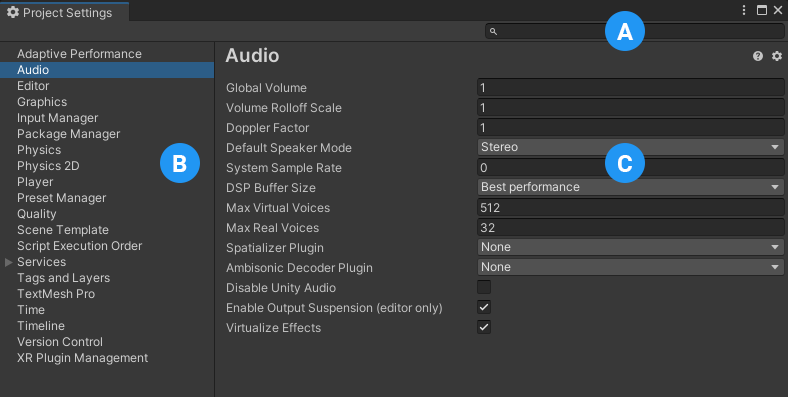 Project Settings
A
Adaptive Performance
Audio
Editor
Graphics
Input Manager
Package Manager
Physics
Physics 2D
Player
Preset Manager
Quality
Scene Template
Script Execution Order
Services
Tags and Layers
TextMesh Pro
Time
Timeline
Version Control
XR Plugin Management
B
Audio
Global Volume 1
Volume Rolloff Scale 1
Doppler Factor 1
Default Speaker Mode Stereo
System Sample Rate 0
C
DSP Buffer Size Best performance
Max Virtual Voices 512
Max Real Voices 32
Spatializer Plugin None
Ambisonic Decoder Plugin None
Disable Unity Audio
Enable Output Suspension (editor only)
Virtualize Effects